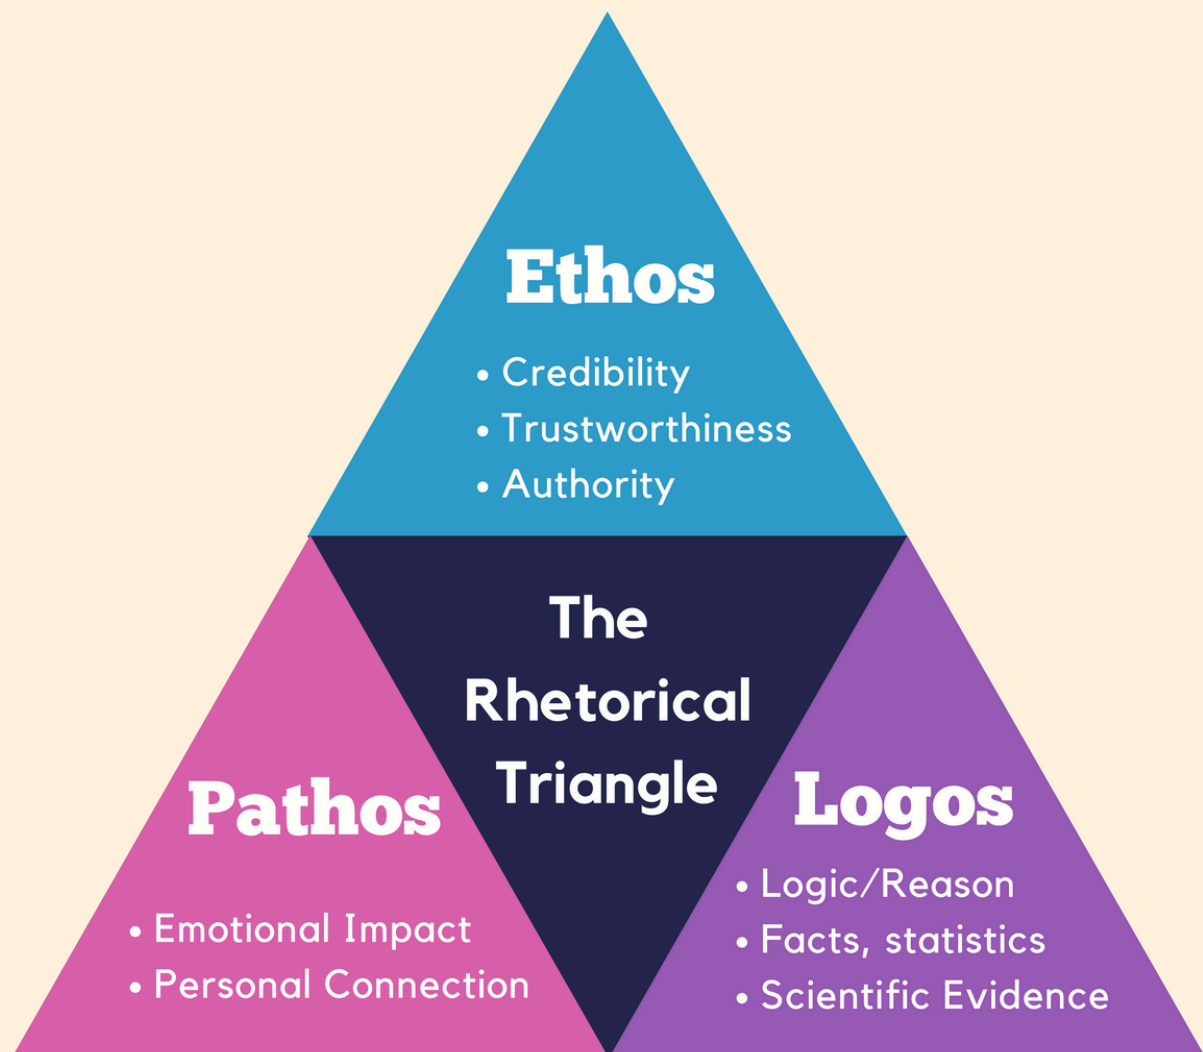 Ethos
• Credibility
• Trustworthiness
• Authority
The
Rhetorical
Triangle
Pathos
• Emotional Impact
• Personal Connection
Logos
• Logic/Reason
• Facts, statistics
• Scientific Evidence